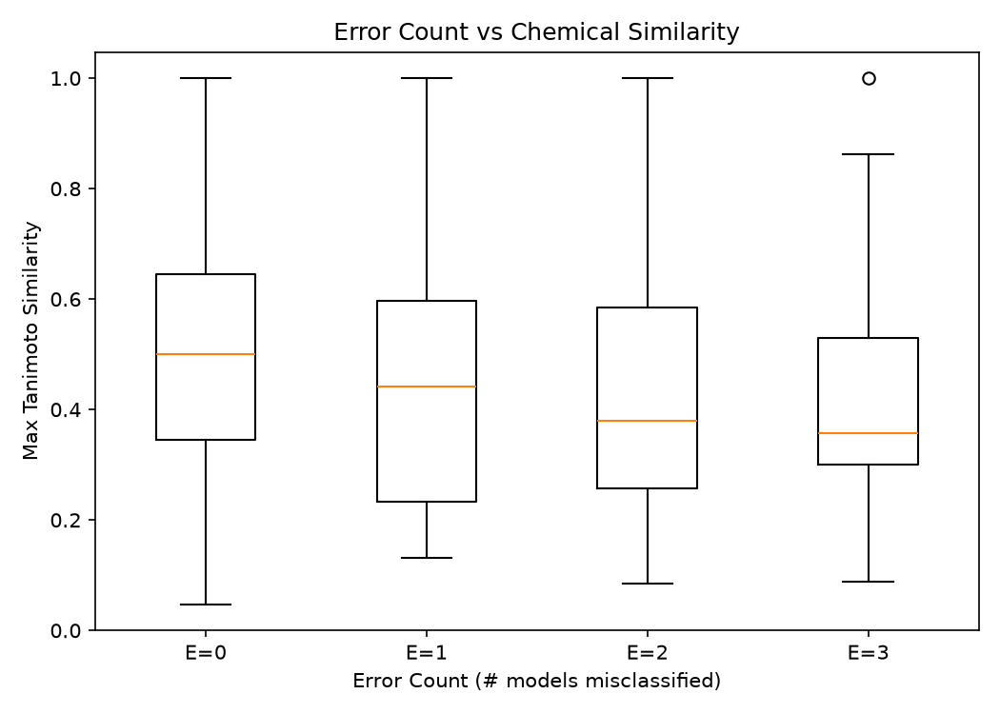 Error Count vs Chemical Similarity
Max Tanimoto Similarity
1.0
0.8
0.6
0.4
0.2
0.0
E=0 E=1 E=2 E=3
Error Count (# models misclassified)